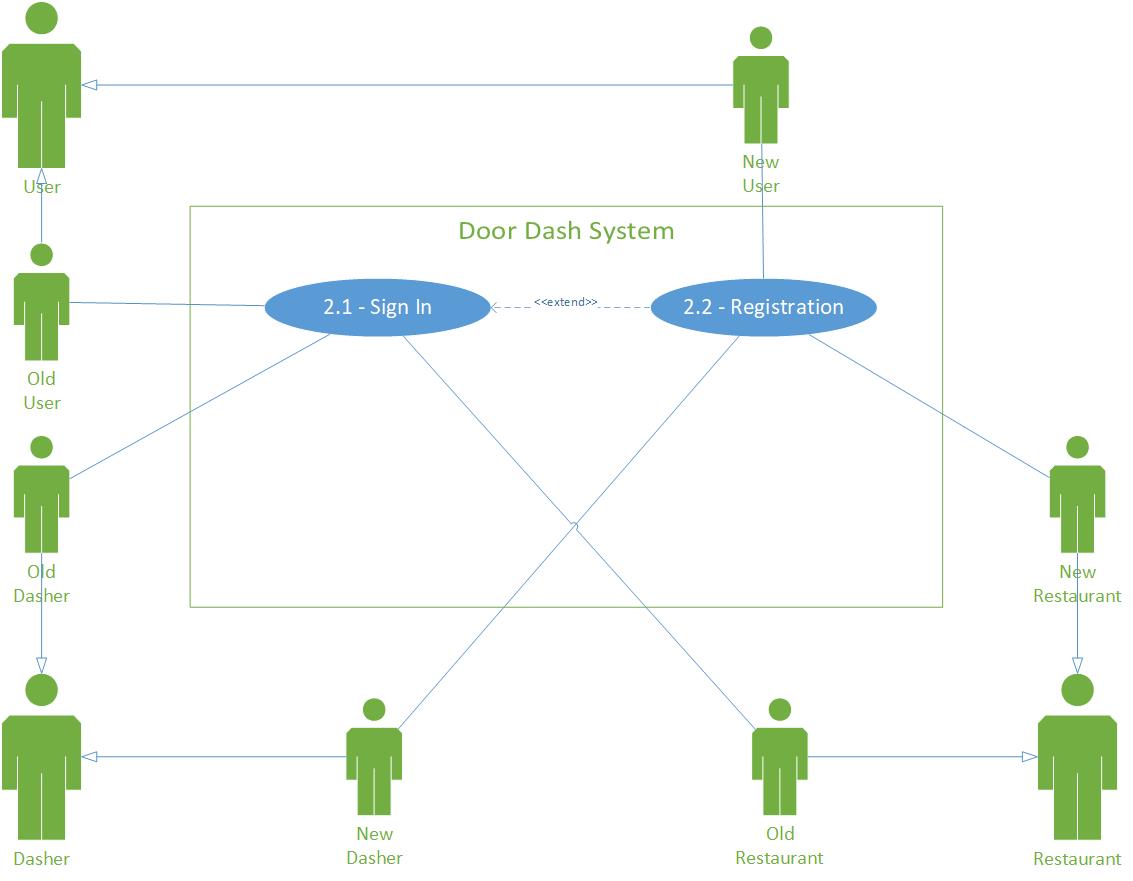 User
New
User
Door Dash System
2.1 - Sign In
<<extend>>
2.2 - Registration
Old
User
Old
Dasher
New
Restaurant
Dasher
New
Dasher
Old
Restaurant
Restaurant